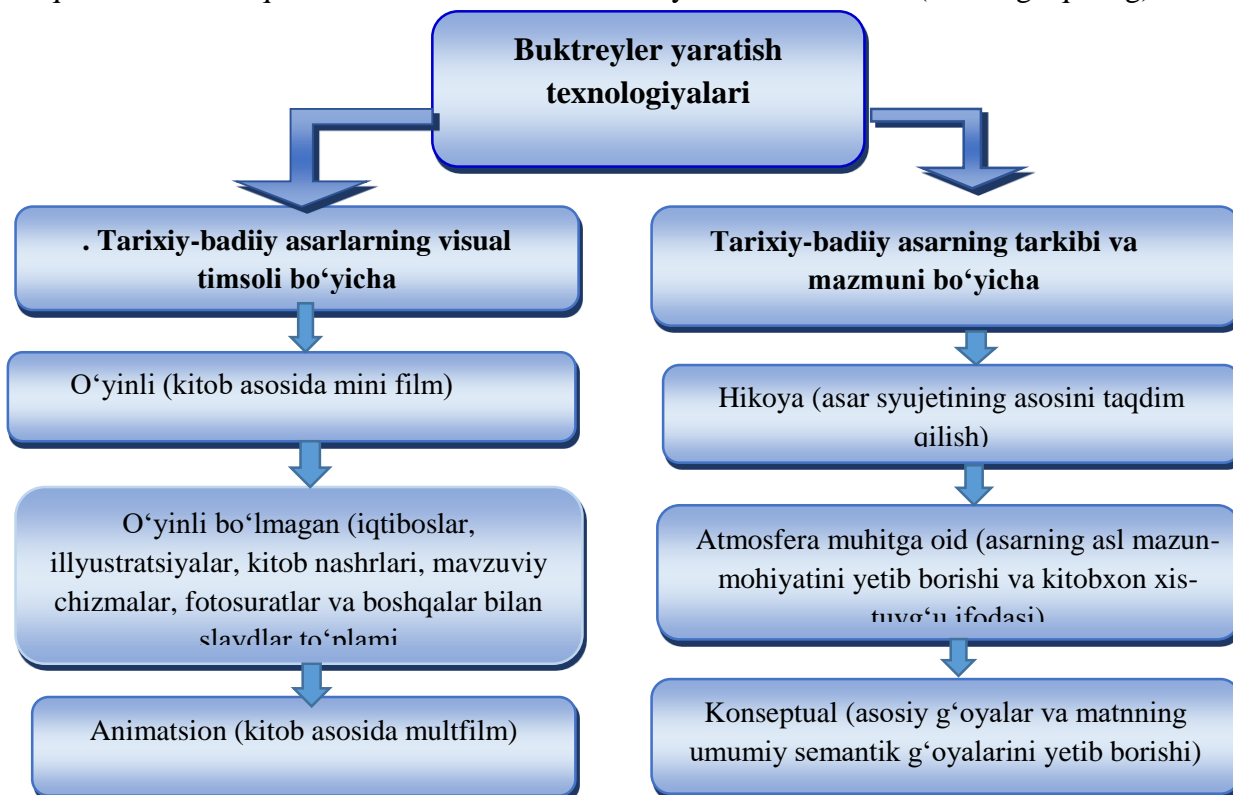 Buktreyler yaratish
texnologiyalari
. Tarixiy-badiiy asarlarning visual
timsoli bo‘yicha
O‘yinli (kitob asosida mini film)
O‘yinli bo‘lmagan (iqtiboslar,
illyustratsiyalar, kitob nashrlari, mavzuviy
chizmalar, fotosuratlar va boshqalar bilan
slaydlar to‘plami
Animatsion (kitob asosida multfilm)
Tarixiy-badiiy asarning tarkibi va
mazmuni bo‘yicha
Hikoya (asar syujetining asosini taqdim
qilish)
Atmosfera muhitga oid (asarning asl mazun-
mohiyatini yetib borishi va kitobxon xis-
tuyg‘u ifodasi)
Konseptual (asosiy g‘oyalar va matnning
umumiy semantik g‘oyalarini yetib borishi)